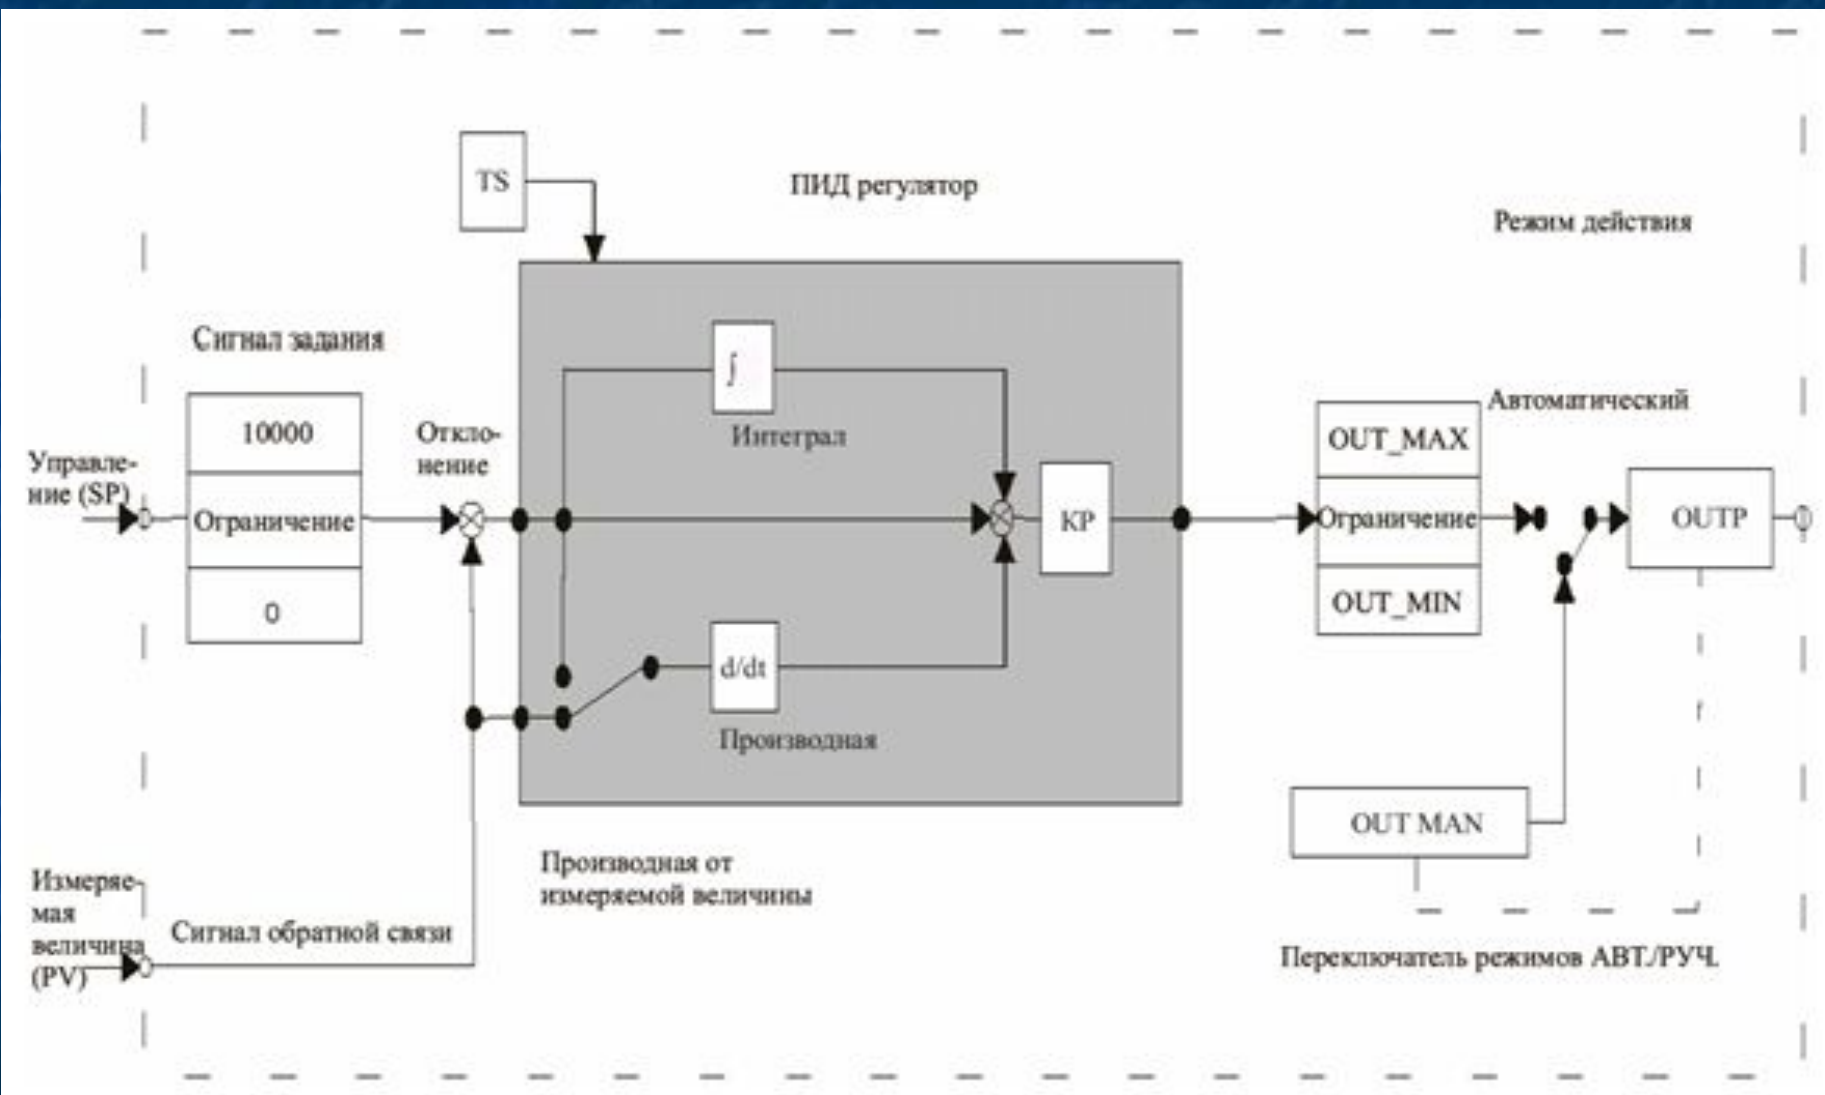 TS
ПИД регулятор
Режим действия
Сигнал задания
10000
Ограничение
0
Управле-
ние (SP)
Откло-
нение
∫
Интеграл
KP
d/dt
Производная
OUT_MAX
Ограничение
OUT_MIN
Автоматический
OUTP
OUT MAN
Производная от
измеряемой величины
Измеряе-
мая
величина
(PV)
Сигнал обратной связи
Переключатель режимов АВТ./РУЧ.